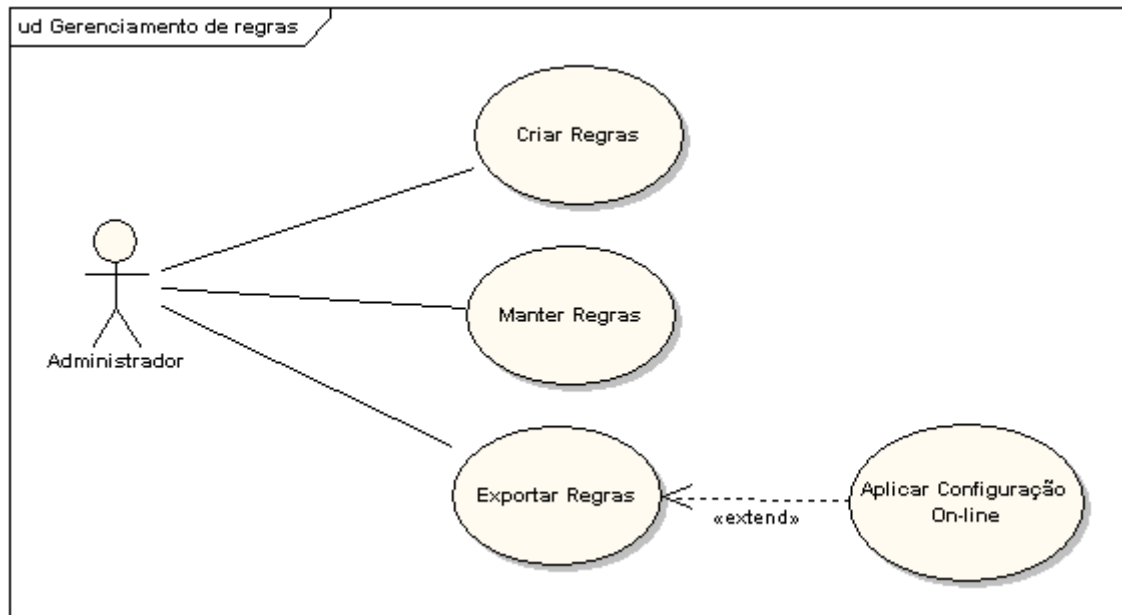 ud Gerenciamento de regras
Criar Regras
Manter Regras
Administrador
Exportar Regras
«extend»
Aplicar Configuração
On-line